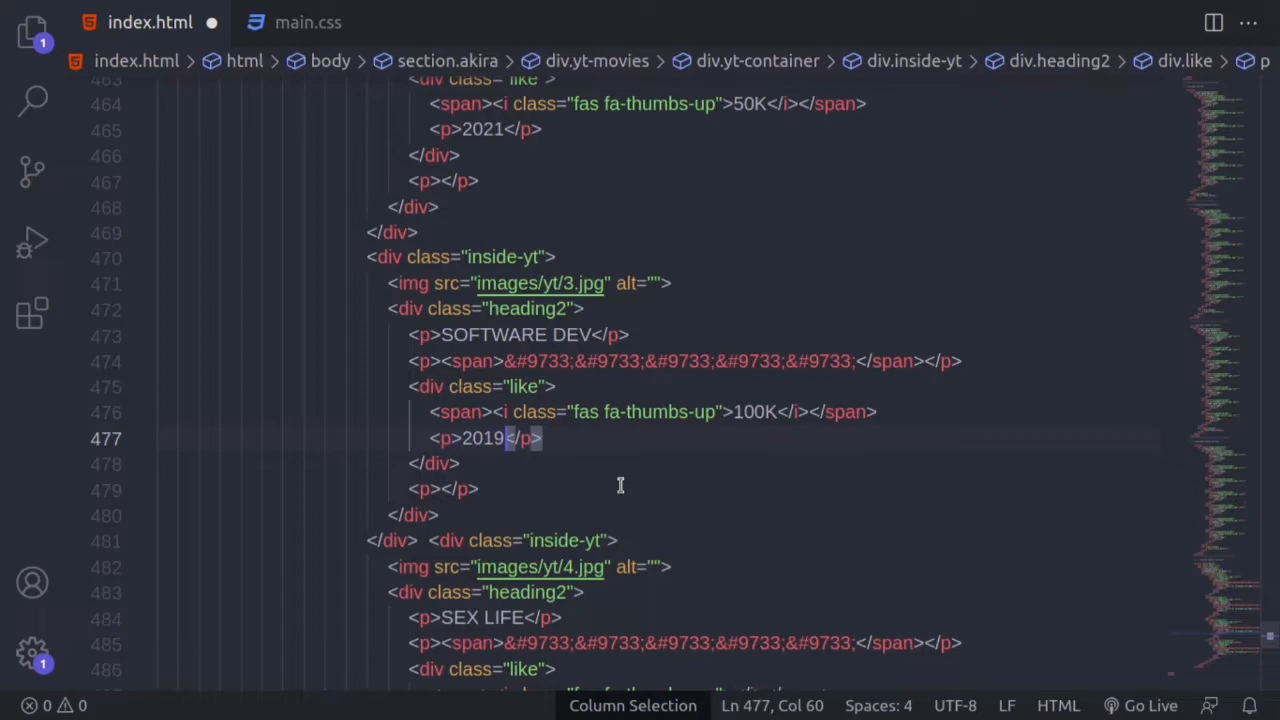 index.html ● main.css ···
index.html > html > body > section.akira > div.yt-movies > div.yt-container > div.inside-yt > div.heading2 > div.like > p
1
463 <div class="like">
464 <span><i class="fas fa-thumbs-up">50K</i></span>
465 <p>2021</p>
466 </div>
467 <p></p>
468 </div>
469 </div>
470 <div class="inside-yt">
471 <img src="images/yt/3.jpg" alt="">
472 <div class="heading2">
473 <p>SOFTWARE DEV</p>
474 <p><span>&#9733;&#9733;&#9733;&#9733;&#9733;</span></p>
475 <div class="like">
476 <span><i class="fas fa-thumbs-up">100K</i></span>
477 <p>2019</p>
478 </div>
479 <p></p>
480 </div>
481 </div> <div class="inside-yt">
482 <img src="images/yt/4.jpg" alt="">
483 <div class="heading2">
484 <p>SEX LIFE</p>
485 <p><span>&#9733;&#9733;&#9733;&#9733;&#9733;</span></p>
486 <div class="like">
1
0 0 Column Selection Ln 477, Col 60 Spaces: 4 UTF-8 LF HTML Go Live